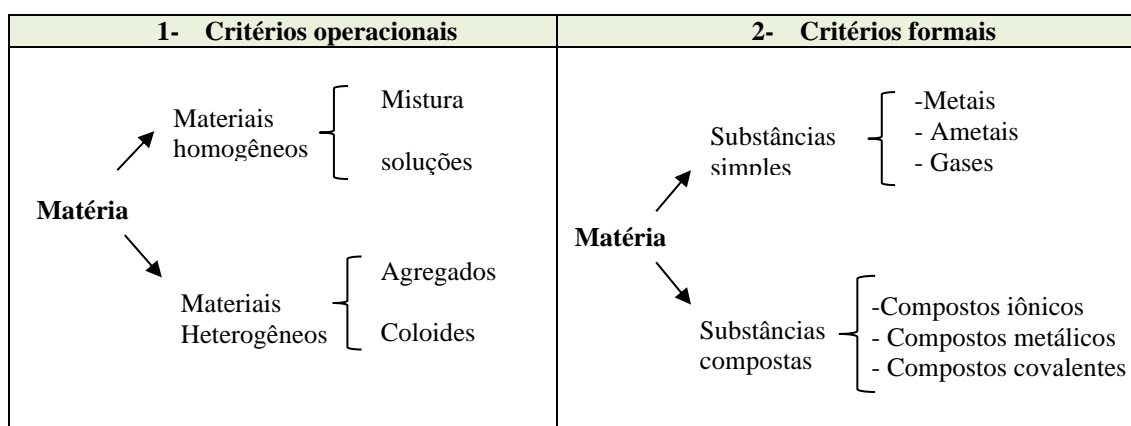 1- Critérios operacionais
Materiais
homogêneos
Mistura
soluções
Matéria
Materiais
Heterogêneos
Agregados
Coloides
2- Critérios formais
Substâncias
simples
-Metais
- Ametais
- Gases
Matéria
Substâncias
compostas
-Compostos iônicos
- Compostos metálicos
- Compostos covalentes